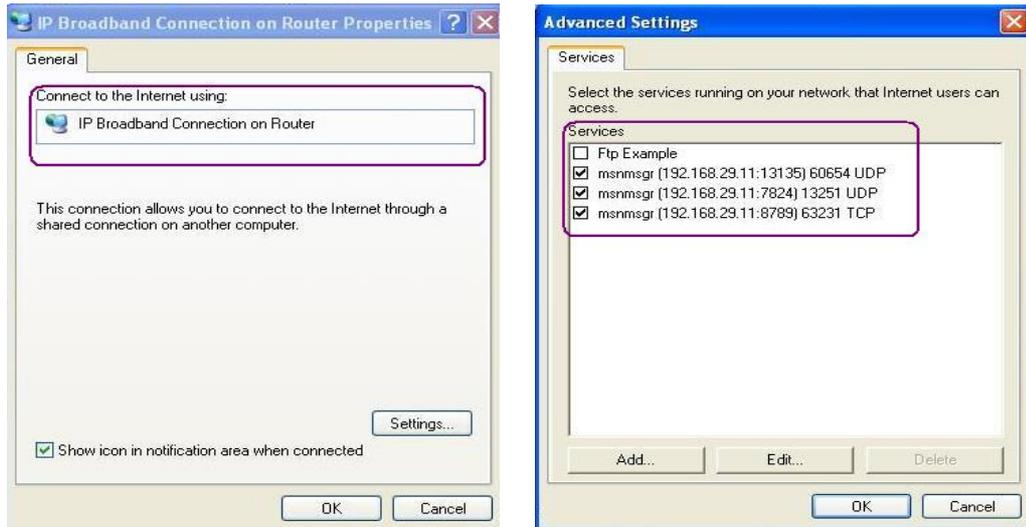 IP Broadband Connection on Router Properties
General
Connect to the Internet using:
IP Broadband Connection on Router
This connection allows you to connect to the Internet through a
shared connection on another computer.
Settings...
Show icon in notification area when connected
OK
Cancel
Advanced Settings
Services
Select the services running on your network that Internet users can
access.
Services
Ftp Example
msnmsgr (192.168.29.11:13135) 60654 UDP
msnmsgr (192.168.29.11:7824) 13251 UDP
msnmsgr (192.168.29.11:8789) 63231 TCP
Add...
Edit...
Delete
OK
Cancel